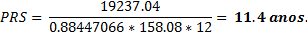 PRS = 19237.04 / 0.88447066 * 158.08 * 12 = 11.4 anos.